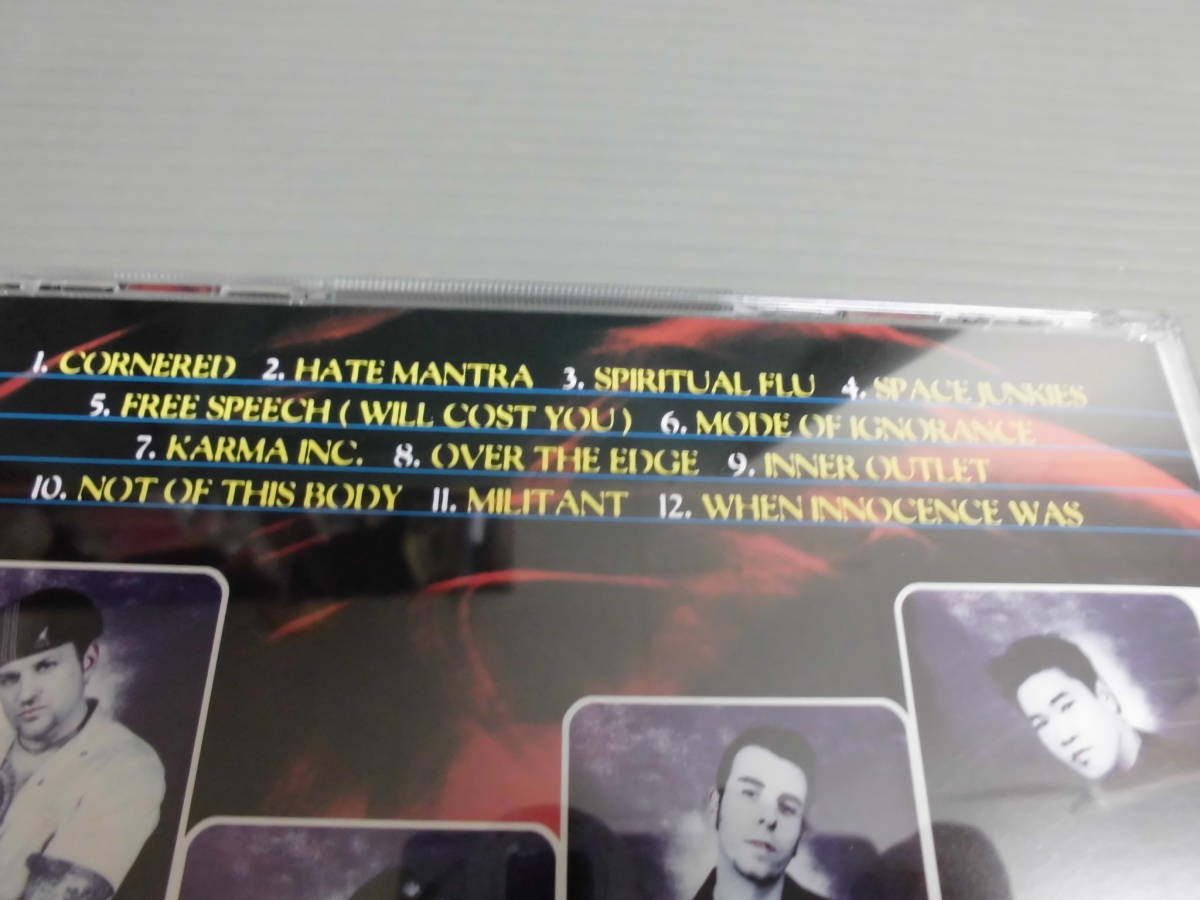 1. CORNERED 2. HATE MANTRA 3. SPIRITUAL FLU 4. SPACE JUNKIES
5. FREE SPEECH ( WILL COST YOU ) 6. MODE OF IGNORANCE
7. KARMA INC. 8. OVER THE EDGE 9. INNER OUTLET
10. NOT OF THIS BODY 11. MILITANT 12. WHEN INNOCENCE WAS